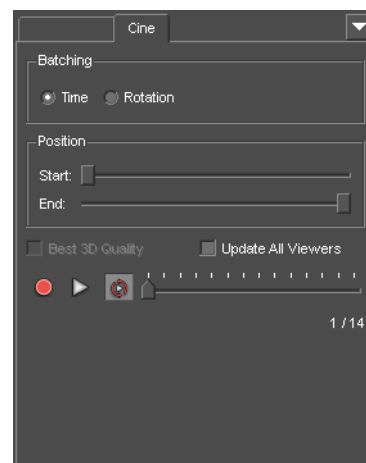 Cine
Batching
Time Rotation
Position
Start:
End:
Best 3D Quality Update All Viewers
1 / 14